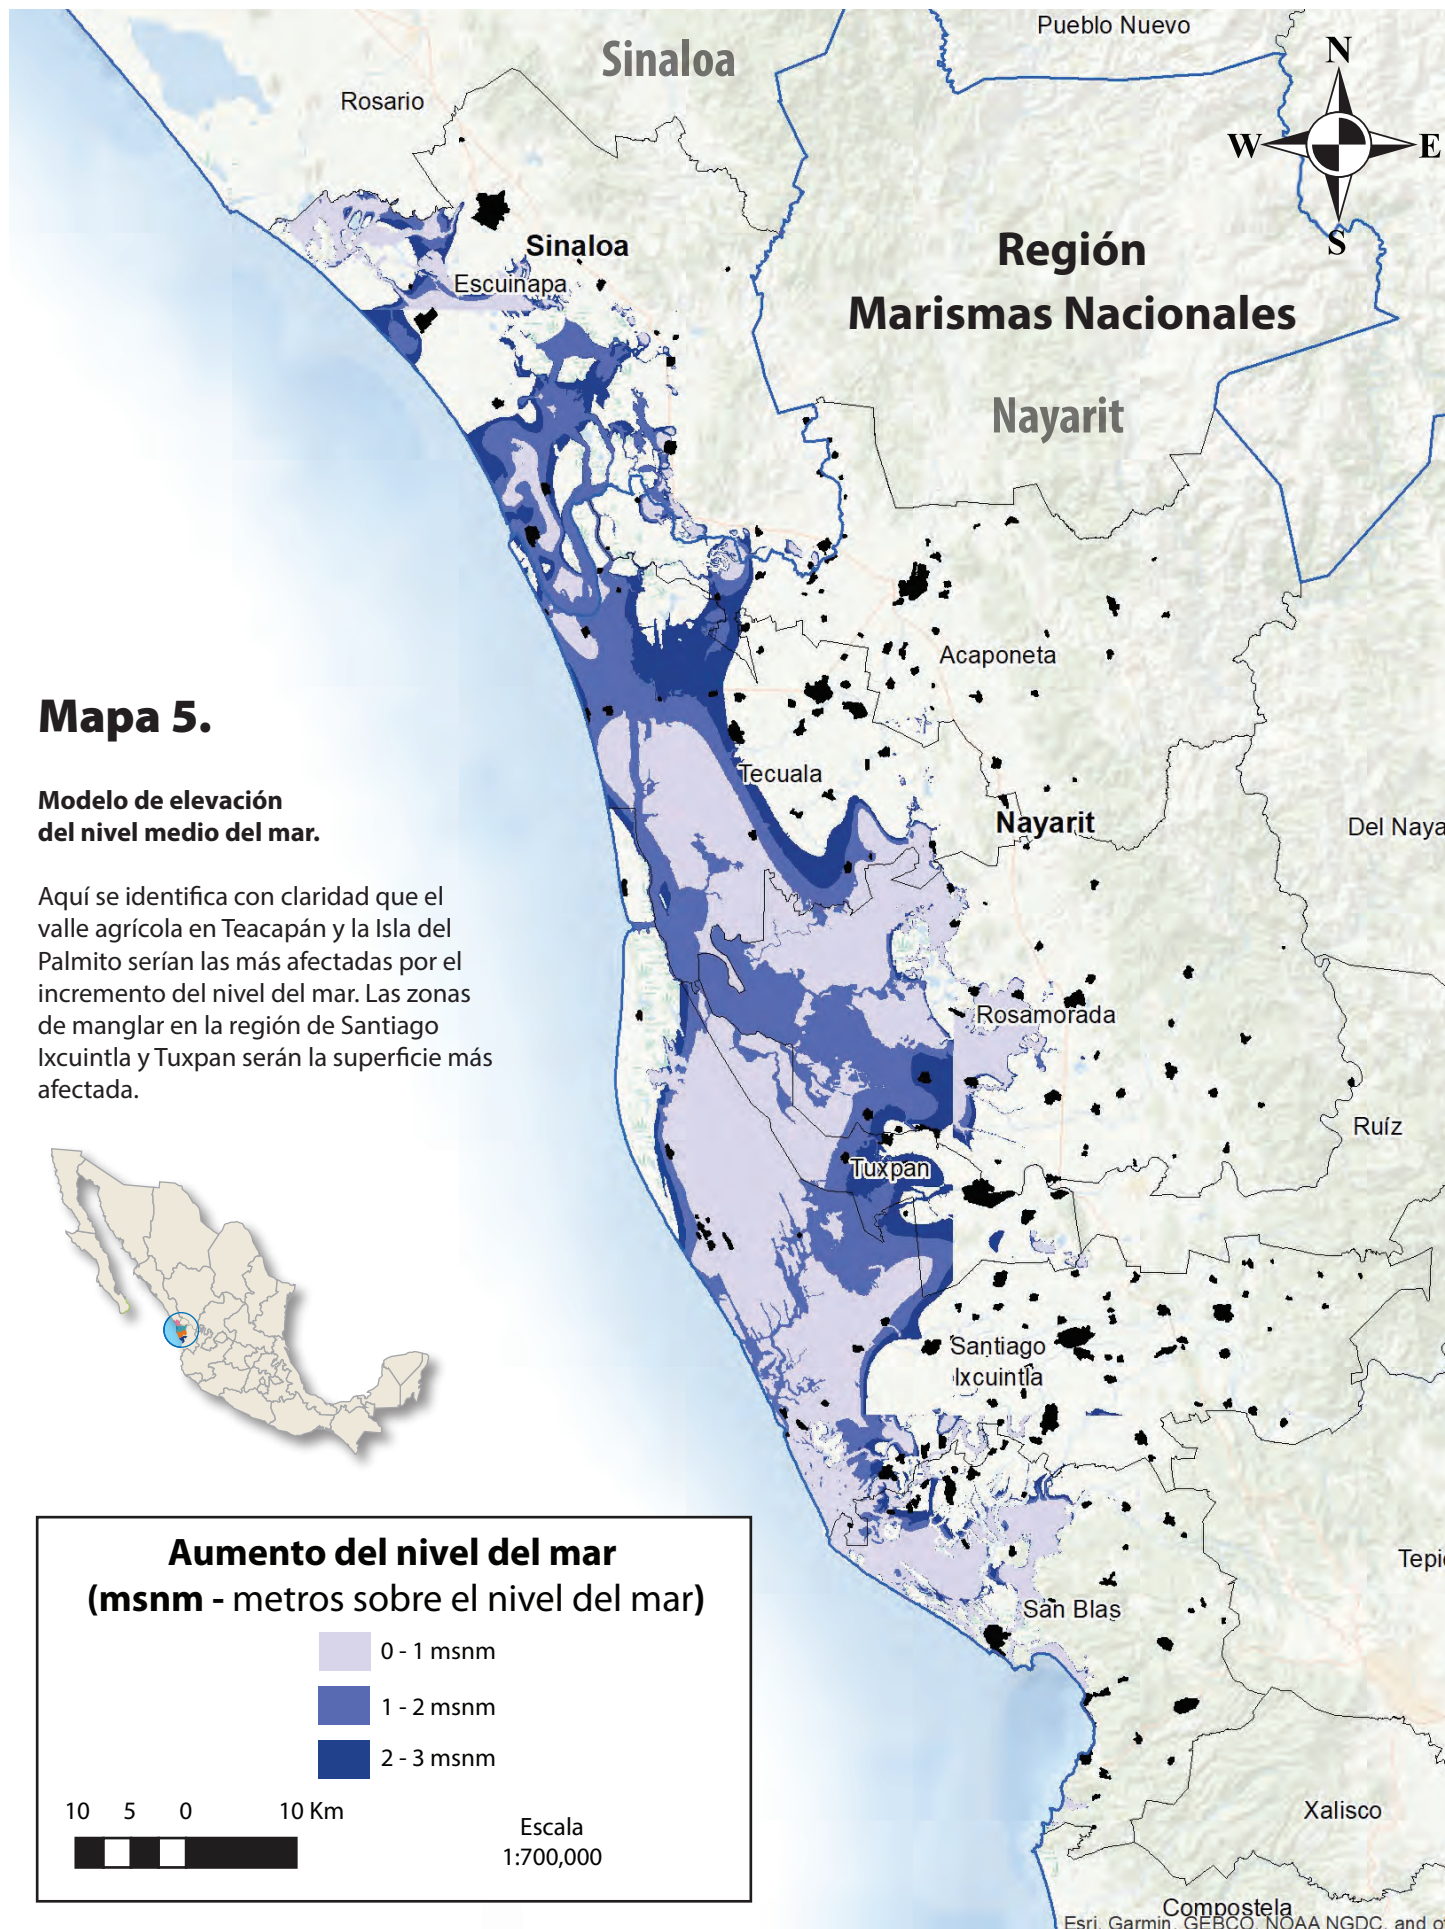 Pueblo Nuevo
Sinaloa
N
Rosario
W
E
S
Sinaloa
Región
Marismas Nacionales
Escuinapa
Nayarit
Acaponeta
Mapa 5.
Tecuala
Modelo de elevación
del nivel medio del mar.
Nayarit
Del Naya
Aquí se identifica con claridad que el
valle agrícola en Teacapán y la Isla del
Palmito serían las más afectadas por el
incremento del nivel del mar. Las zonas
de manglar en la región de Santiago
Ixcuintla y Tuxpan serán la superficie más
afectada.
Rosamorada
Ruíz
Tuxpan
Santiago
Ixcuintla
Aumento del nivel del mar
(msnm - metros sobre el nivel del mar)
0 - 1 msnm
1 - 2 msnm
2 - 3 msnm
10 5 0 10 Km
Escala
1:700,000
Tepi
San Blas
Xalisco
Compostela
Esri, Garmin, GEBCO, NOAA NGDC, and o